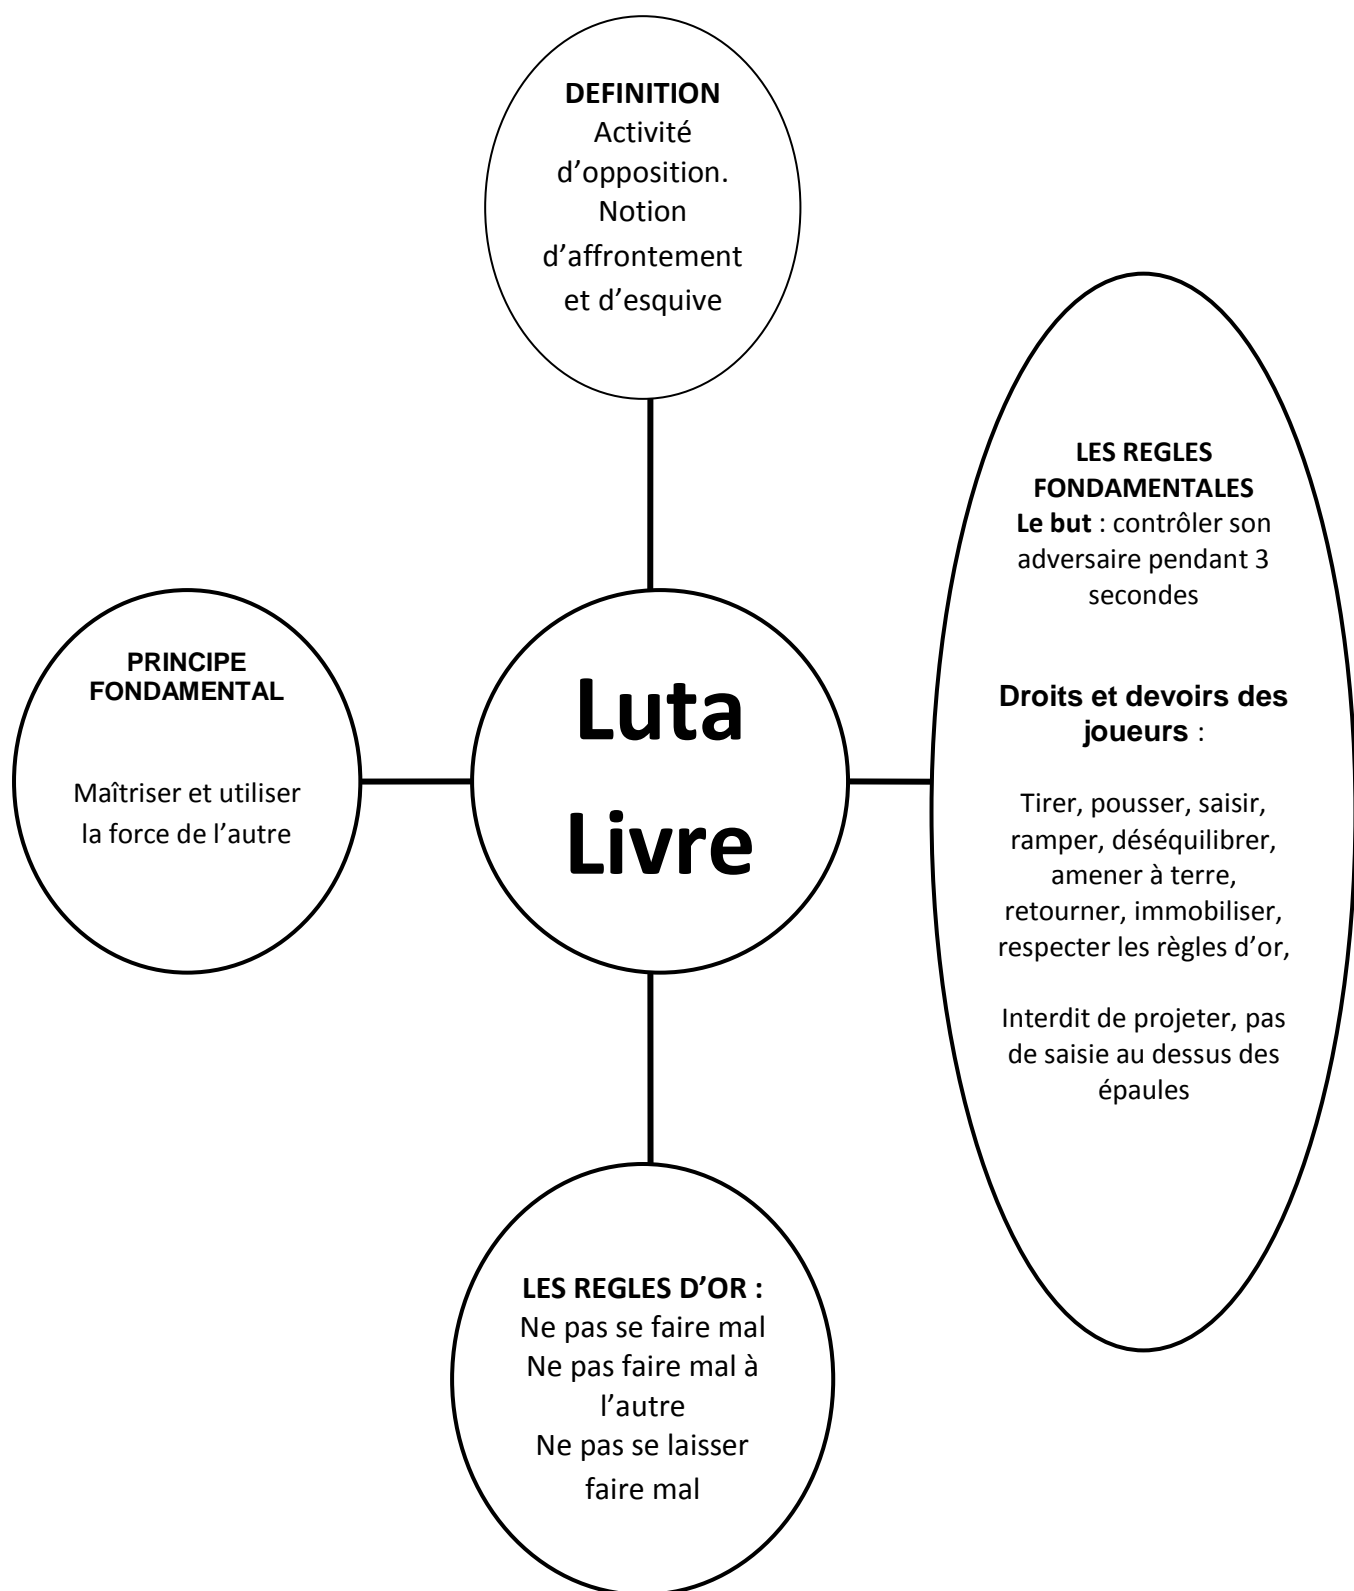 DEFINITION
Activité
d’opposition.
Notion
d’affrontement
et d’esquive
LES REGLES
FONDAMENTALES
Le but : contrôler son
adversaire pendant 3
secondes
Droits et devoirs des
joueurs :
Tirer, pousser, saisir,
ramper, déséquilibrer,
amener à terre,
retourner, immobiliser,
respecter les règles d’or,
Interdit de projeter, pas
de saisie au dessus des
épaules
PRINCIPE
FONDAMENTAL
Maîtriser et utiliser
la force de l’autre
Luta
Livre
LES REGLES D’OR :
Ne pas se faire mal
Ne pas faire mal à
l’autre
Ne pas se laisser
faire mal